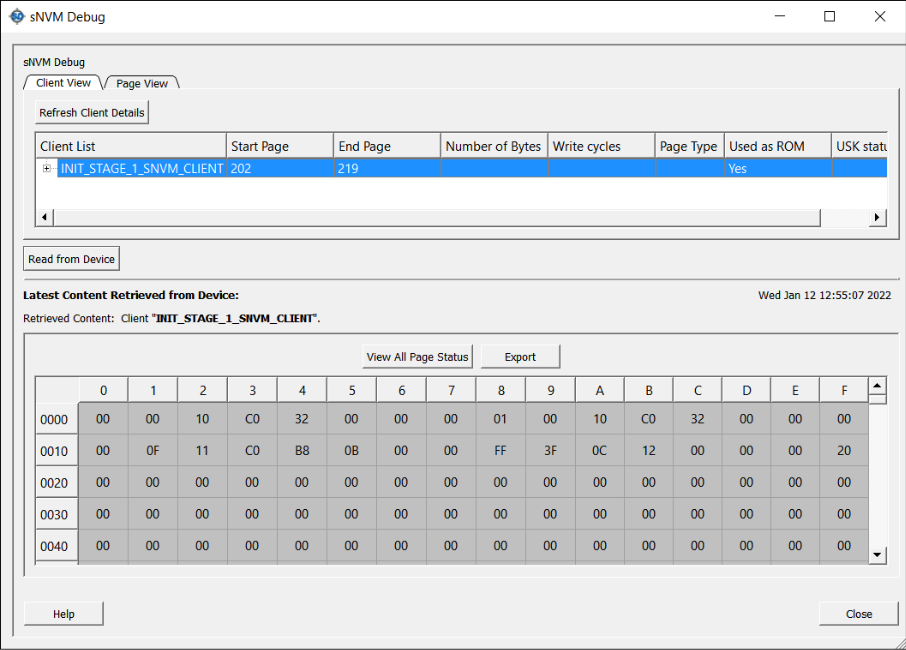 sNVM Debug
sNVM Debug
Client View Page View
Refresh Client Details
Client List Start Page End Page Number of Bytes Write cycles Page Type Used as ROM USK statu
INIT_STAGE_1_SNVM_CLIENT 202 219 Yes
Read from Device
Latest Content Retrieved from Device: Wed Jan 12 12:55:07 2022
Retrieved Content: Client "INIT_STAGE_1_SNVM_CLIENT".
View All Page Status Export
0 1 2 3 4 5 6 7 8 9 A B C D E F
0000 00 00 10 C0 32 00 00 00 01 00 10 C0 32 00 00 00
0010 00 0F 11 C0 B8 0B 00 00 FF 3F 0C 12 00 00 00 20
0020 00 00 00 00 00 00 00 00 00 00 00 00 00 00 00 00
0030 00 00 00 00 00 00 00 00 00 00 00 00 00 00 00 00
0040 00 00 00 00 00 00 00 00 00 00 00 00 00 00 00 00
Help Close